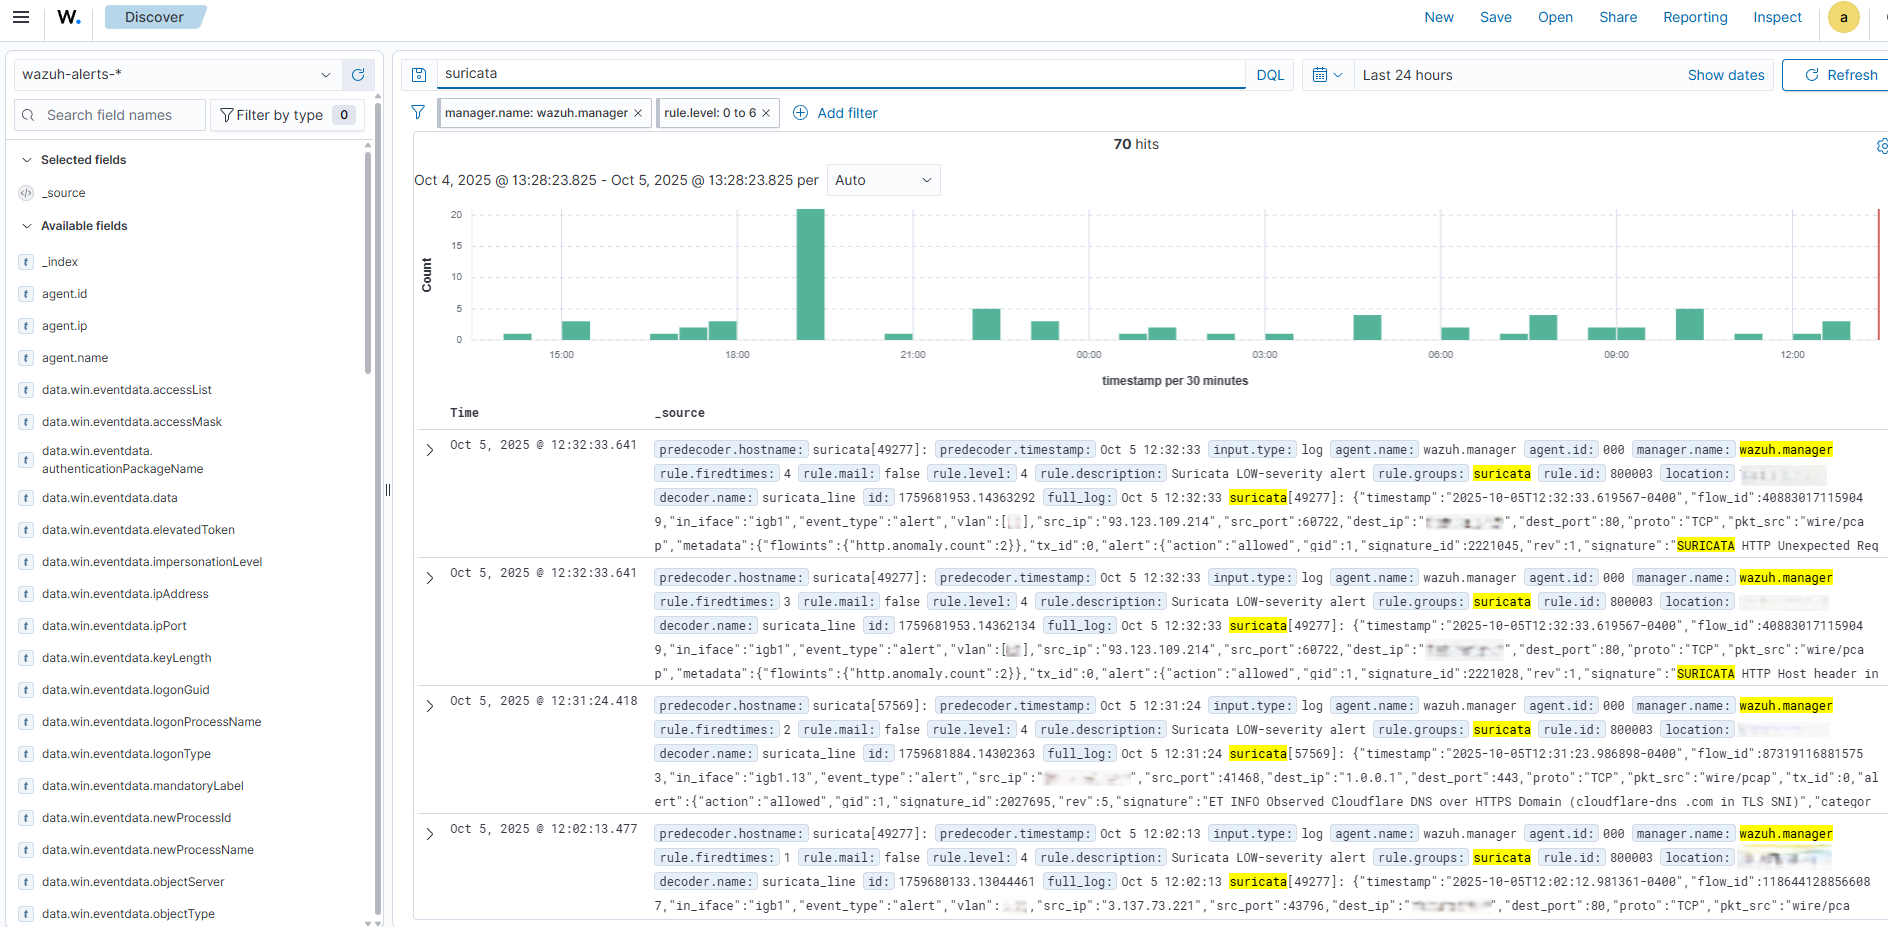 W.
Discover
New Save Open Share Reporting Inspect a
wazuh-alerts-*
Search field names
Filter by type 0
Selected fields
_source
Available fields
t _index
t agent.id
t agent.ip
t agent.name
t data.win.eventdata.accessList
t data.win.eventdata.accessMask
t data.win.eventdata.
authenticationPackageName
t data.win.eventdata.data
t data.win.eventdata.elevatedToken
t data.win.eventdata.impersonationLevel
t data.win.eventdata.ipAddress
t data.win.eventdata.ipPort
t data.win.eventdata.keyLength
t data.win.eventdata.logonGuid
t data.win.eventdata.logonProcessName
t data.win.eventdata.logonType
t data.win.eventdata.mandatoryLabel
t data.win.eventdata.newProcessId
t data.win.eventdata.newProcessName
t data.win.eventdata.objectServer
t data.win.eventdata.objectType
suricata
DQL
Last 24 hours
Show dates
Refresh
manager.name: wazuh.manager ×
rule.level: 0 to 6 ×
Add filter
70 hits
Oct 4, 2025 @ 13:28:23.825 - Oct 5, 2025 @ 13:28:23.825 per Auto
Count
20
15
10
5
0
15:00 18:00 21:00 00:00 03:00 06:00 09:00 12:00
timestamp per 30 minutes
Time _source
Oct 5, 2025 @ 12:32:33.641
predecoder.hostname: suricata[49277]: predecoder.timestamp: Oct 5 12:32:33 input.type: log agent.name: wazuh.manager agent.id: 000 manager.name: wazuh.manager
rule.firedtimes: 4 rule.mail: false rule.level: 4 rule.description: Suricata LOW-severity alert rule.groups: suricata rule.id: 800003 location:
decoder.name: suricata_line id: 1759681953.14363292 full_log: Oct 5 12:32:33 suricata[49277]: {"timestamp":"2025-10-05T12:32:33.619567-0400","flow_id":40883017115904
9,"in_iface":"igb1","event_type":"alert","vlan":[ ],"src_ip":"93.123.109.214","src_port":60722,"dest_ip":" ","dest_port":80,"proto":"TCP","pkt_src":"wire/pca
p","metadata":{"flowints":{"http.anomaly.count":2}},"tx_id":0,"alert":{"action":"allowed","gid":1,"signature_id":2221045,"rev":1,"signature":"SURICATA HTTP Unexpected Req
Oct 5, 2025 @ 12:32:33.641
predecoder.hostname: suricata[49277]: predecoder.timestamp: Oct 5 12:32:33 input.type: log agent.name: wazuh.manager agent.id: 000 manager.name: wazuh.manager
rule.firedtimes: 3 rule.mail: false rule.level: 4 rule.description: Suricata LOW-severity alert rule.groups: suricata rule.id: 800003 location:
decoder.name: suricata_line id: 1759681953.14362134 full_log: Oct 5 12:32:33 suricata[49277]: {"timestamp":"2025-10-05T12:32:33.619567-0400","flow_id":40883017115904
9,"in_iface":"igb1","event_type":"alert","vlan":[ ],"src_ip":"93.123.109.214","src_port":60722,"dest_ip":" ","dest_port":80,"proto":"TCP","pkt_src":"wire/pca
p","metadata":{"flowints":{"http.anomaly.count":2}},"tx_id":0,"alert":{"action":"allowed","gid":1,"signature_id":2221028,"rev":1,"signature":"SURICATA HTTP Host header in
Oct 5, 2025 @ 12:31:24.418
predecoder.hostname: suricata[57569]: predecoder.timestamp: Oct 5 12:31:24 input.type: log agent.name: wazuh.manager agent.id: 000 manager.name: wazuh.manager
rule.firedtimes: 2 rule.mail: false rule.level: 4 rule.description: Suricata LOW-severity alert rule.groups: suricata rule.id: 800003 location:
decoder.name: suricata_line id: 1759681884.14302363 full_log: Oct 5 12:31:24 suricata[57569]: {"timestamp":"2025-10-05T12:31:23.986898-0400","flow_id":87319116881575
3,"in_iface":"igb1.13","event_type":"alert","src_ip":" ","src_port":41468,"dest_ip":"1.0.0.1","dest_port":443,"proto":"TCP","pkt_src":"wire/pcap","tx_id":0,"al
ert":{"action":"allowed","gid":1,"signature_id":2027695,"rev":5,"signature":"ET INFO Observed Cloudflare DNS over HTTPS Domain (cloudflare-dns .com in TLS SNI)","categor
Oct 5, 2025 @ 12:02:13.477
predecoder.hostname: suricata[49277]: predecoder.timestamp: Oct 5 12:02:13 input.type: log agent.name: wazuh.manager agent.id: 000 manager.name: wazuh.manager
rule.firedtimes: 1 rule.mail: false rule.level: 4 rule.description: Suricata LOW-severity alert rule.groups: suricata rule.id: 800003 location:
decoder.name: suricata_line id: 1759680133.13044461 full_log: Oct 5 12:02:13 suricata[49277]: {"timestamp":"2025-10-05T12:02:12.981361-0400","flow_id":118644128856608
7,"in_iface":"igb1","event_type":"alert","vlan": ,"src_ip":"3.137.73.221","src_port":43796,"dest_ip":" ","dest_port":80,"proto":"TCP","pkt_src":"wire/pca